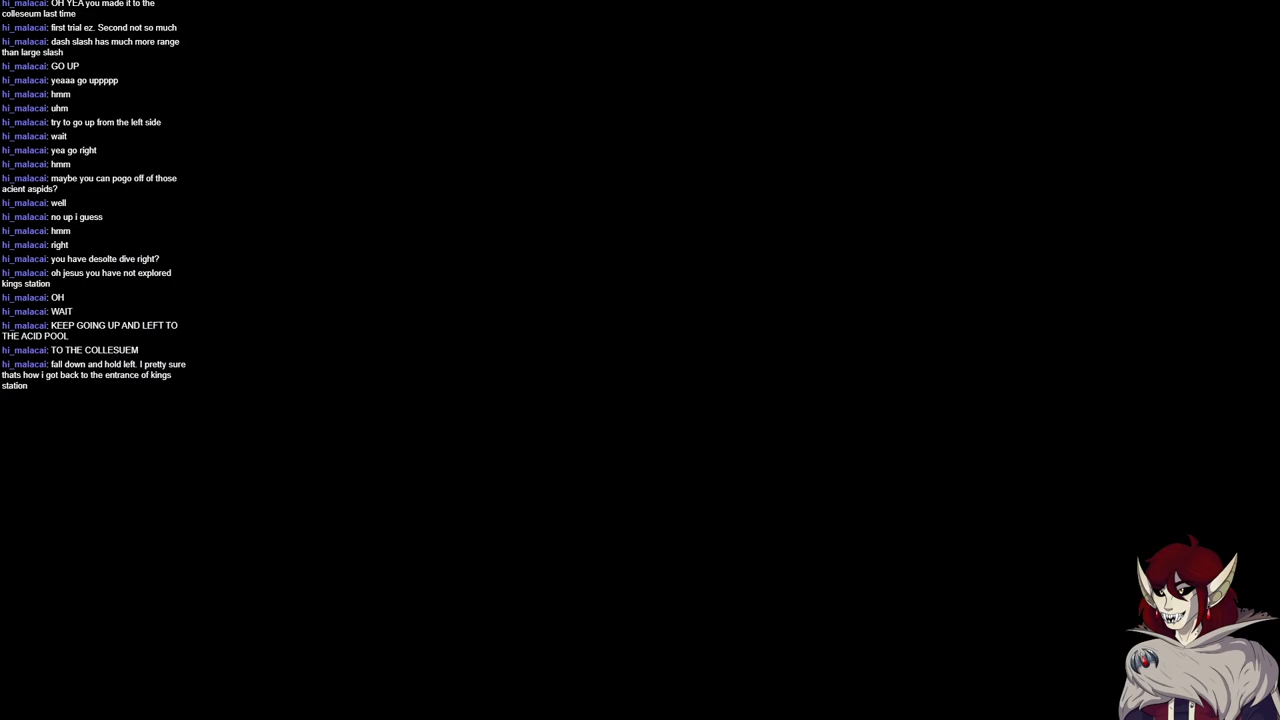 hi_malacai: OH YEA you made it to the
colleseum last time
hi_malacai: first trial ez. Second not so much
hi_malacai: dash slash has much more range
than large slash
hi_malacai: GO UP
hi_malacai: yeaaa go uppppp
hi_malacai: hmm
hi_malacai: uhm
hi_malacai: try to go up from the left side
hi_malacai: wait
hi_malacai: yea go right
hi_malacai: hmm
hi_malacai: maybe you can pogo off of those
acient aspids?
hi_malacai: well
hi_malacai: no up i guess
hi_malacai: hmm
hi_malacai: right
hi_malacai: you have desolte dive right?
hi_malacai: oh jesus you have not explored
kings station
hi_malacai: OH
hi_malacai: WAIT
hi_malacai: KEEP GOING UP AND LEFT TO
THE ACID POOL
hi_malacai: TO THE COLLESUEM
hi_malacai: fall down and hold left. I pretty sure
thats how i got back to the entrance of kings
station